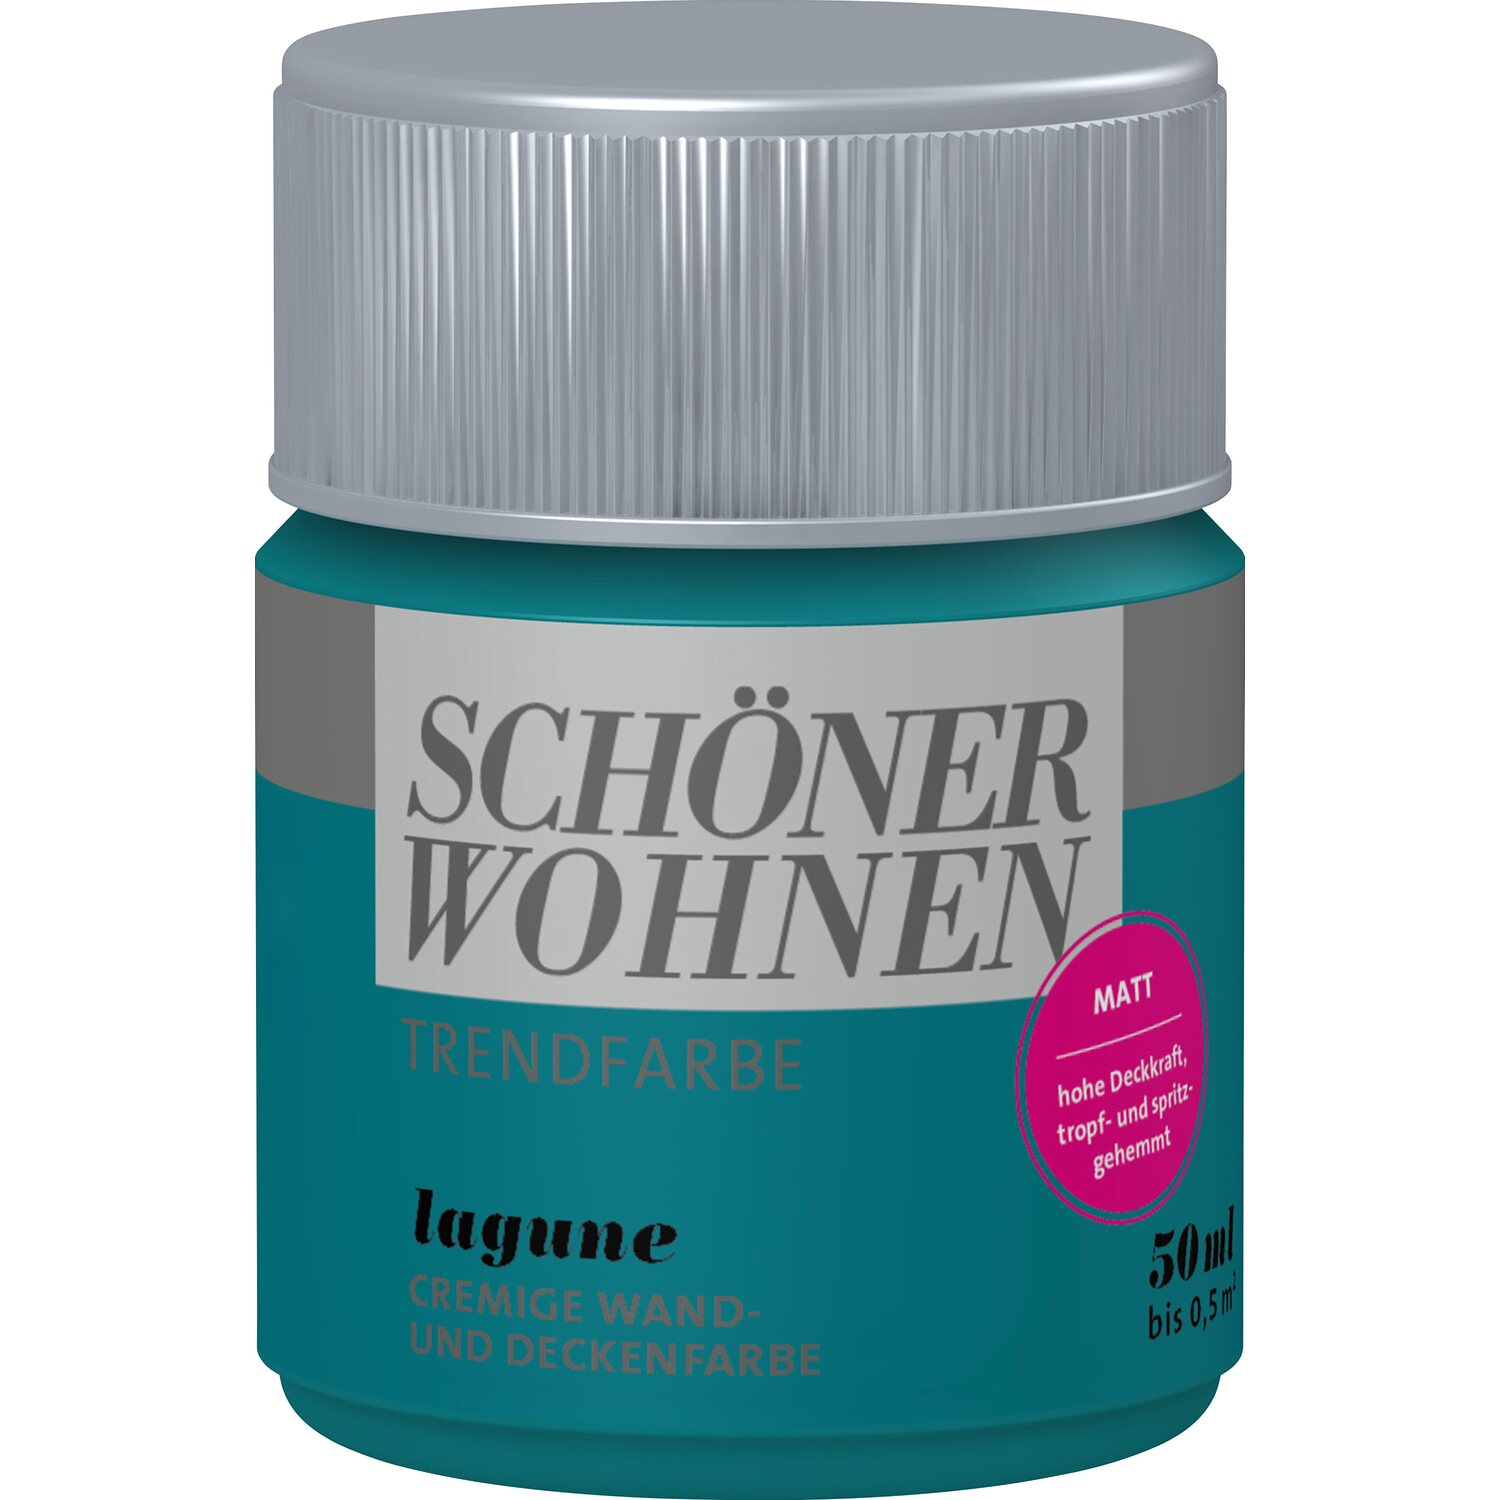 SCHÖNER
WOHNEN
TRENDFARBE
MATT
hohe Deckkraft,
tropf- und spritz-
gehemmt
lagune
CREMIGE WAND-
UND DECKENFARBE
50 ml
bis 0,5 m²